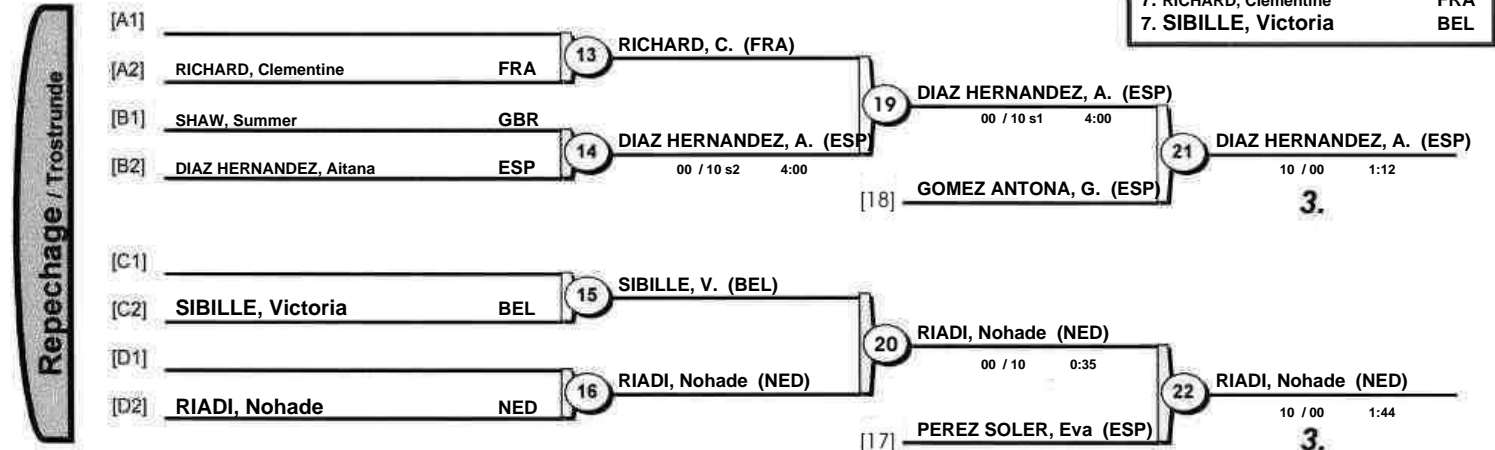 7. RICHARD, Clementine FRA
7. SIBILLE, Victoria BEL
Repechage / Trostrunde
[A1]
[A2] RICHARD, Clementine FRA
13 RICHARD, C. (FRA)
[B1] SHAW, Summer GBR
[B2] DIAZ HERNANDEZ, Aitana ESP
14 DIAZ HERNANDEZ, A. (ESP)
00 / 10 s2 4:00
19 DIAZ HERNANDEZ, A. (ESP)
00 / 10 s1 4:00
[18] GOMEZ ANTONA, G. (ESP)
21 DIAZ HERNANDEZ, A. (ESP)
10 / 00 1:12
3.
[C1]
[C2] SIBILLE, Victoria BEL
15 SIBILLE, V. (BEL)
[D1]
[D2] RIADI, Nohade NED
16 RIADI, Nohade (NED)
20 RIADI, Nohade (NED)
00 / 10 0:35
[17] PEREZ SOLER, Eva (ESP)
22 RIADI, Nohade (NED)
10 / 00 1:44
3.